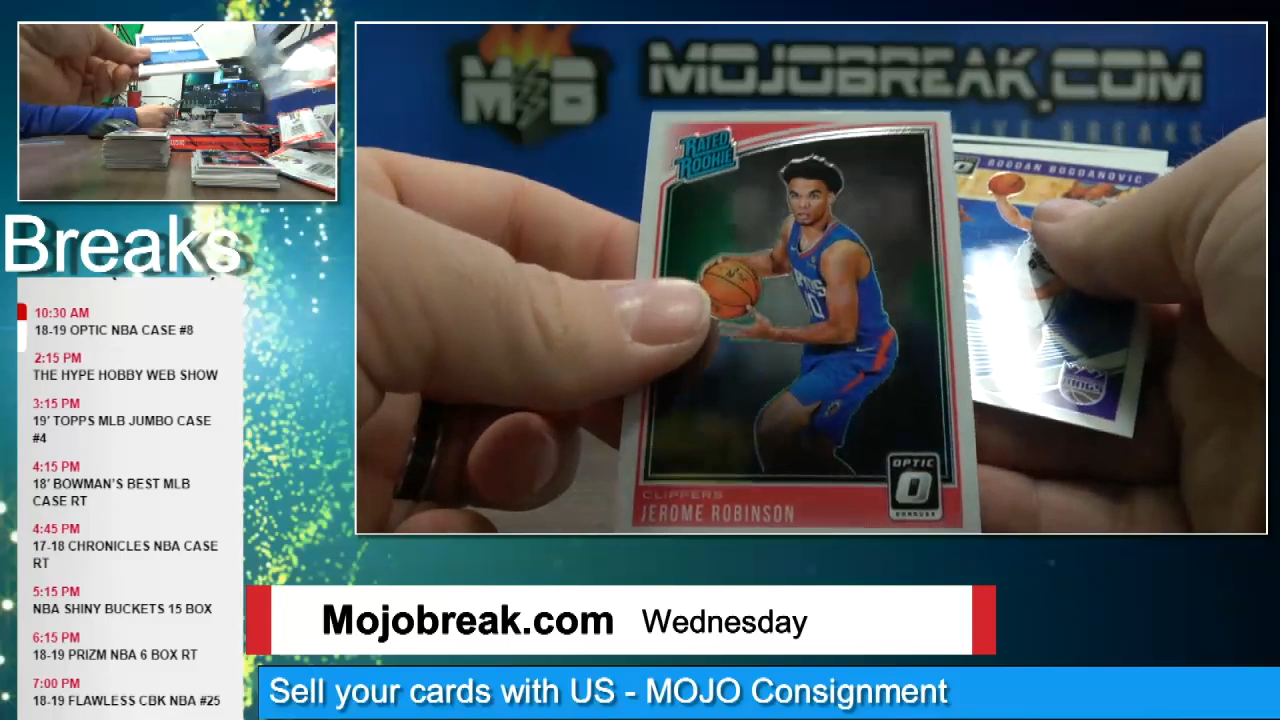 MOJOBREAK.COM
M B
LIVE BREAKS
RATED
ROOKIE
BOGDAN BOGDANOVIC
KINGS
OPTIC
DONRUSS
CLIPPERS
JEROME ROBINSON
Breaks
10:30 AM
18-19 OPTIC NBA CASE #8
2:15 PM
THE HYPE HOBBY WEB SHOW
3:15 PM
19' TOPPS MLB JUMBO CASE
#4
4:15 PM
18' BOWMAN'S BEST MLB
CASE RT
4:45 PM
17-18 CHRONICLES NBA CASE
RT
5:15 PM
NBA SHINY BUCKETS 15 BOX
6:15 PM
18-19 PRIZM NBA 6 BOX RT
7:00 PM
18-19 FLAWLESS CBK NBA #25
Mojobreak.com Wednesday
Sell your cards with US - MOJO Consignment